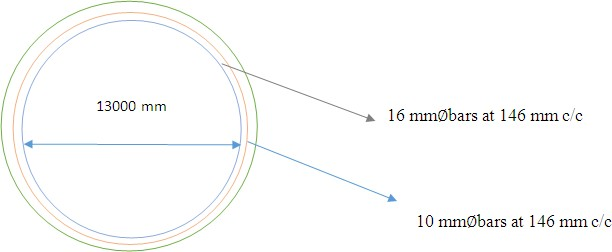 13000 mm
16 mmØbars at 146 mm c/c
10 mmØbars at 146 mm c/c